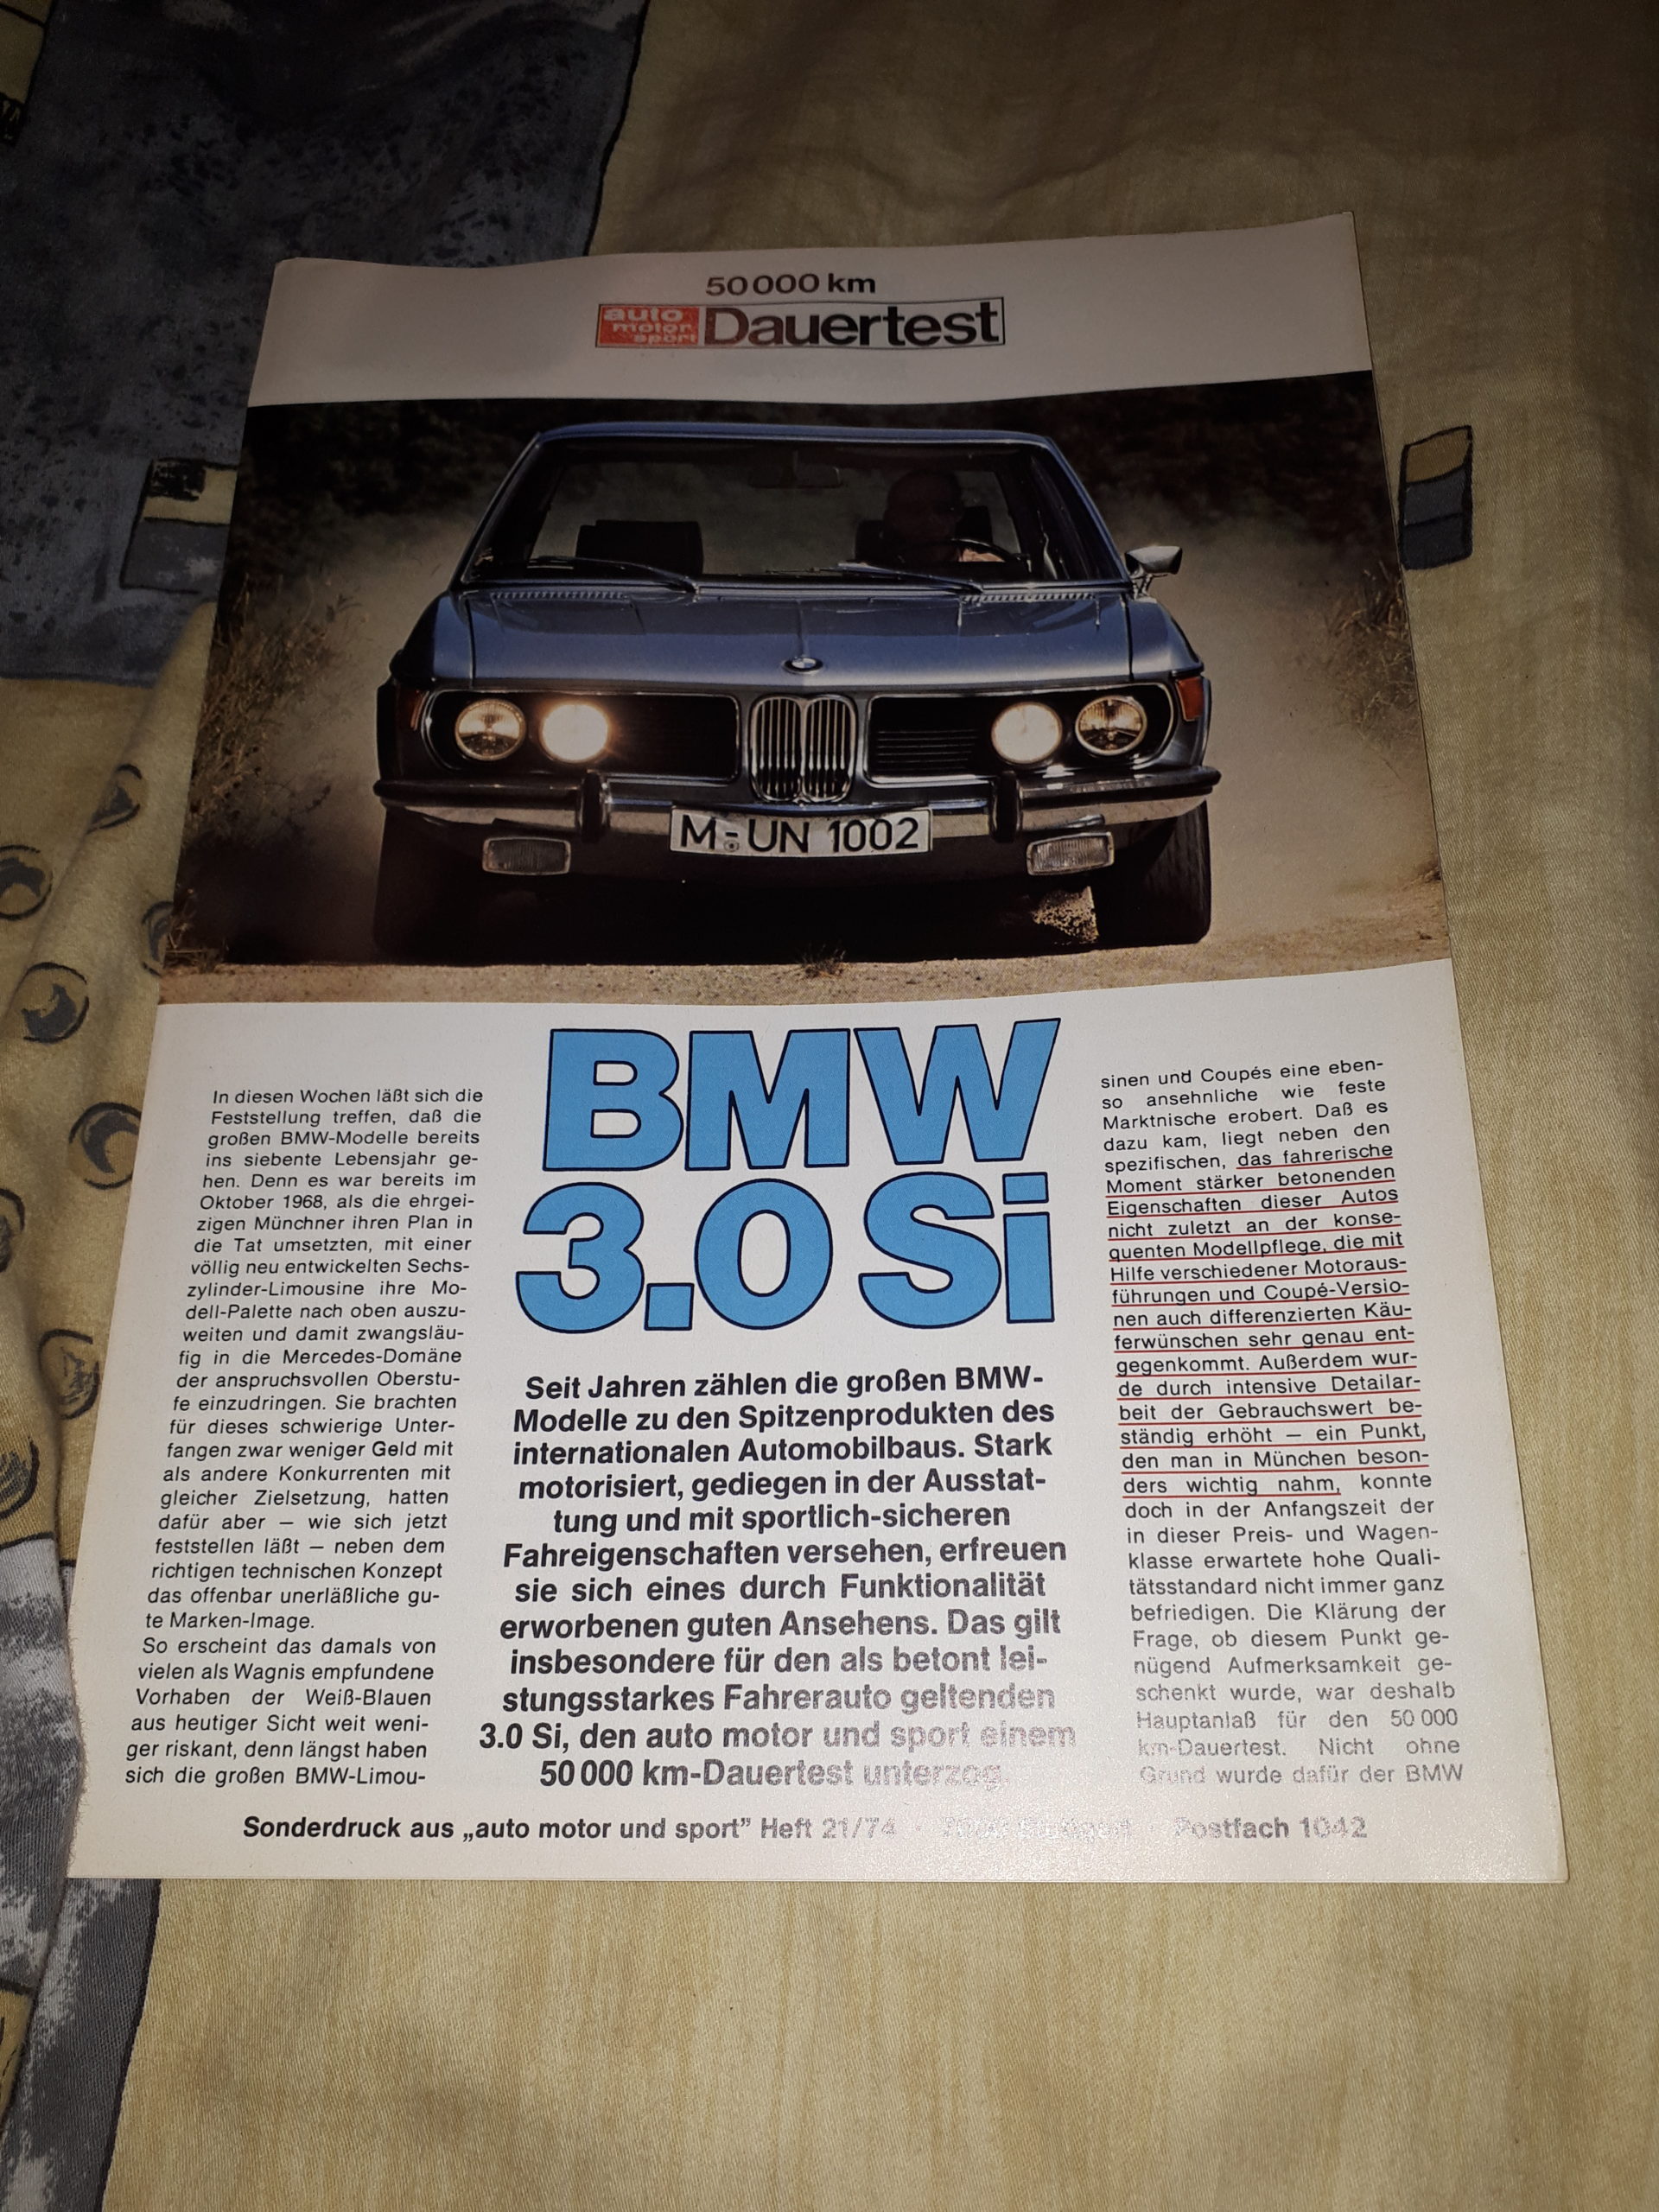 50 000 km
auto
motor
sport
Dauertest
M-UN 1002
BMW
3.0 Si
In diesen Wochen läßt sich die
Feststellung treffen, daß die
großen BMW-Modelle bereits
ins siebente Lebensjahr ge-
hen. Denn es war bereits im
Oktober 1968, als die ehrgei-
zigen Münchner ihren Plan in
die Tat umsetzten, mit einer
völlig neu entwickelten Sechs-
zylinder-Limousine ihre Mo-
dell-Palette nach oben auszu-
weiten und damit zwangsläu-
fig in die Mercedes-Domäne
der anspruchsvollen Oberstu-
fe einzudringen. Sie brachten
für dieses schwierige Unter-
fangen zwar weniger Geld mit
als andere Konkurrenten mit
gleicher Zielsetzung, hatten
dafür aber – wie sich jetzt
feststellen läßt – neben dem
richtigen technischen Konzept
das offenbar unerläßliche gu-
te Marken-Image.
So erscheint das damals von
vielen als Wagnis empfundene
Vorhaben der Weiß-Blauen
aus heutiger Sicht weit weni-
ger riskant, denn längst haben
sich die großen BMW-Limou-
Seit Jahren zählen die großen BMW-
Modelle zu den Spitzenprodukten des
internationalen Automobilbaus. Stark
motorisiert, gediegen in der Ausstat-
tung und mit sportlich-sicheren
Fahreigenschaften versehen, erfreuen
sie sich eines durch Funktionalität
erworbenen guten Ansehens. Das gilt
insbesondere für den als betont lei-
stungsstarkes Fahrerauto geltenden
3.0 Si, den auto motor und sport einem
50 000 km-Dauertest unterzog.
sinen und Coupés eine eben-
so ansehnliche wie feste
Marktnische erobert. Daß es
dazu kam, liegt neben den
spezifischen, das fahrerische
Moment stärker betonenden
Eigenschaften dieser Autos
nicht zuletzt an der konse-
quenten Modellpflege, die mit
Hilfe verschiedener Motoraus-
führungen und Coupé-Versio-
nen auch differenzierten Käu-
ferwünschen sehr genau ent-
gegenkommt. Außerdem wur-
de durch intensive Detailar-
beit der Gebrauchswert be-
ständig erhöht – ein Punkt,
den man in München beson-
ders wichtig nahm, konnte
doch in der Anfangszeit der
in dieser Preis- und Wagen-
klasse erwartete hohe Quali-
tätsstandard nicht immer ganz
befriedigen. Die Klärung der
Frage, ob diesem Punkt ge-
nügend Aufmerksamkeit ge-
schenkt wurde, war deshalb
Hauptanlaß für den 50 000
km-Dauertest. Nicht ohne
Grund wurde dafür der BMW
Sonderdruck aus „auto motor und sport” Heft 21/74 · Postfach 1042